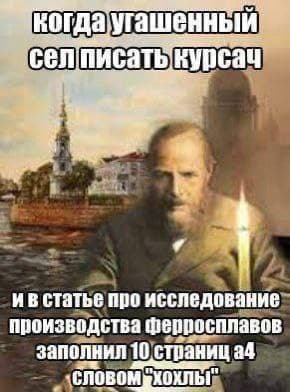 когда угашенный
сел писать курсач
и в статье про исследование
производства ферросплавов
заполнил 10 страниц а4
словом "хохлы"